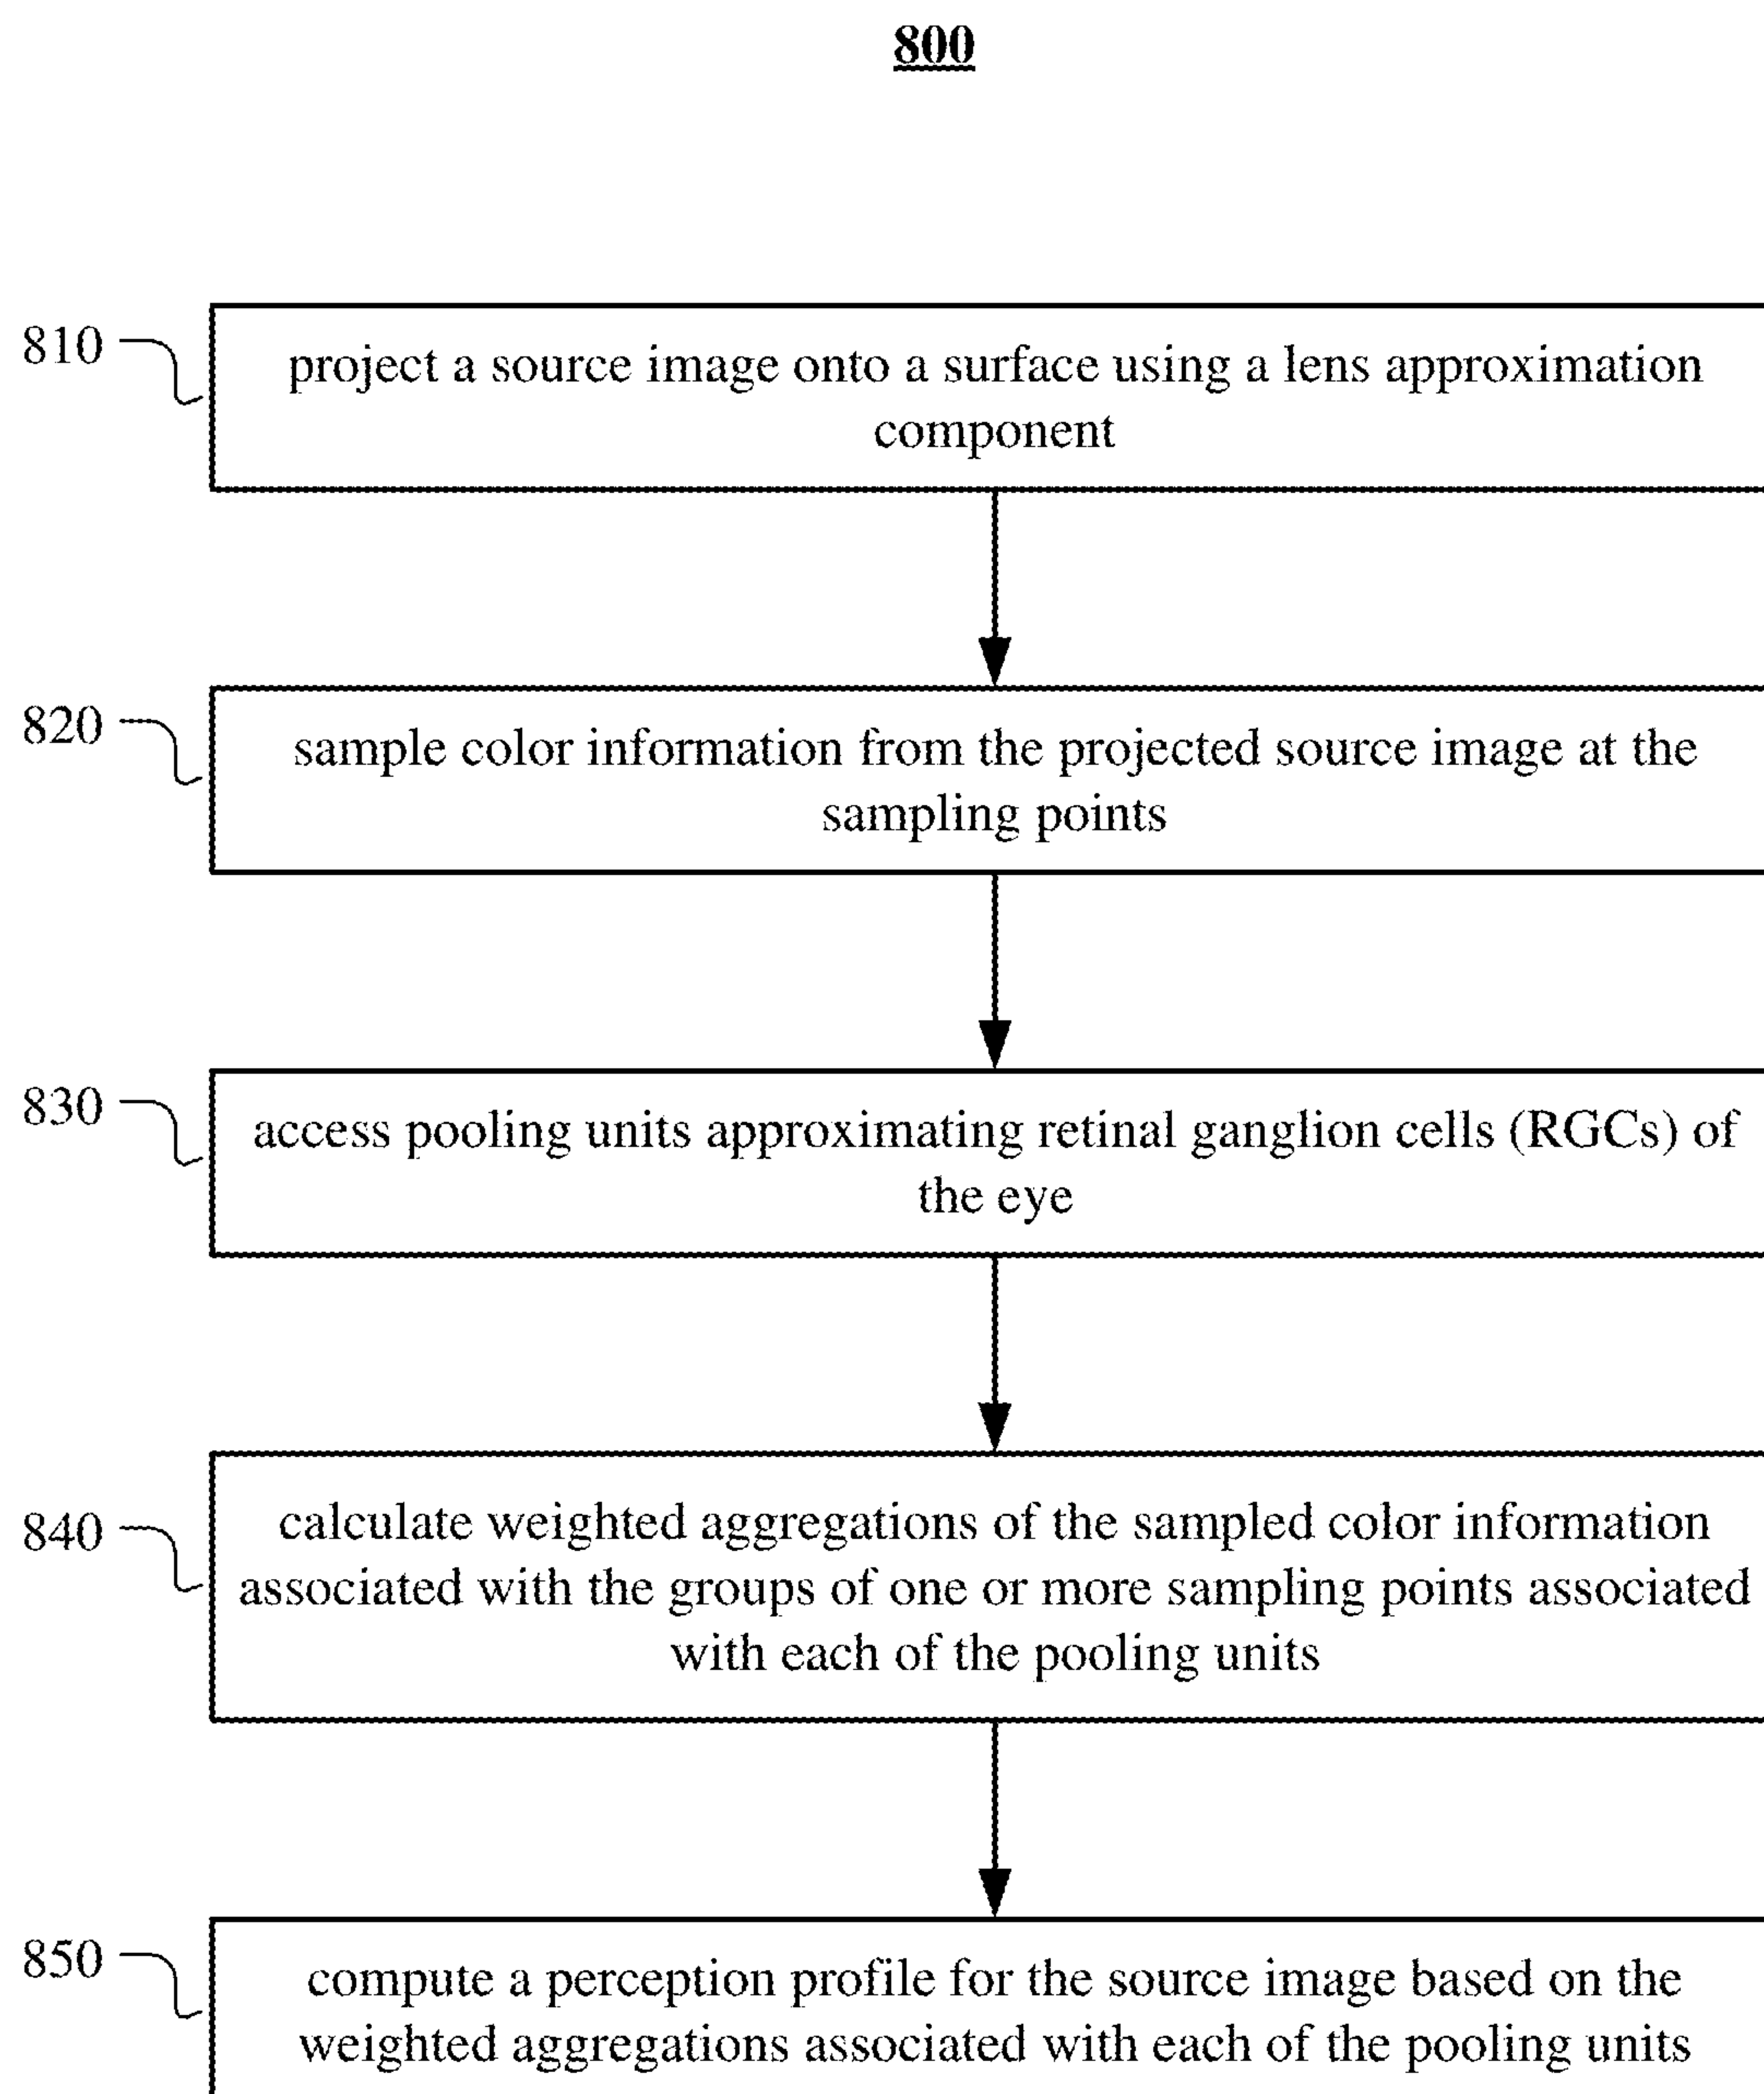 800
810
project a source image onto a surface using a lens approximation
component
820
sample color information from the projected source image at the
sampling points
830
access pooling units approximating retinal ganglion cells (RGCs) of
the eye
840
calculate weighted aggregations of the sampled color information
associated with the groups of one or more sampling points associated
with each of the pooling units
850
compute a perception profile for the source image based on the
weighted aggregations associated with each of the pooling units